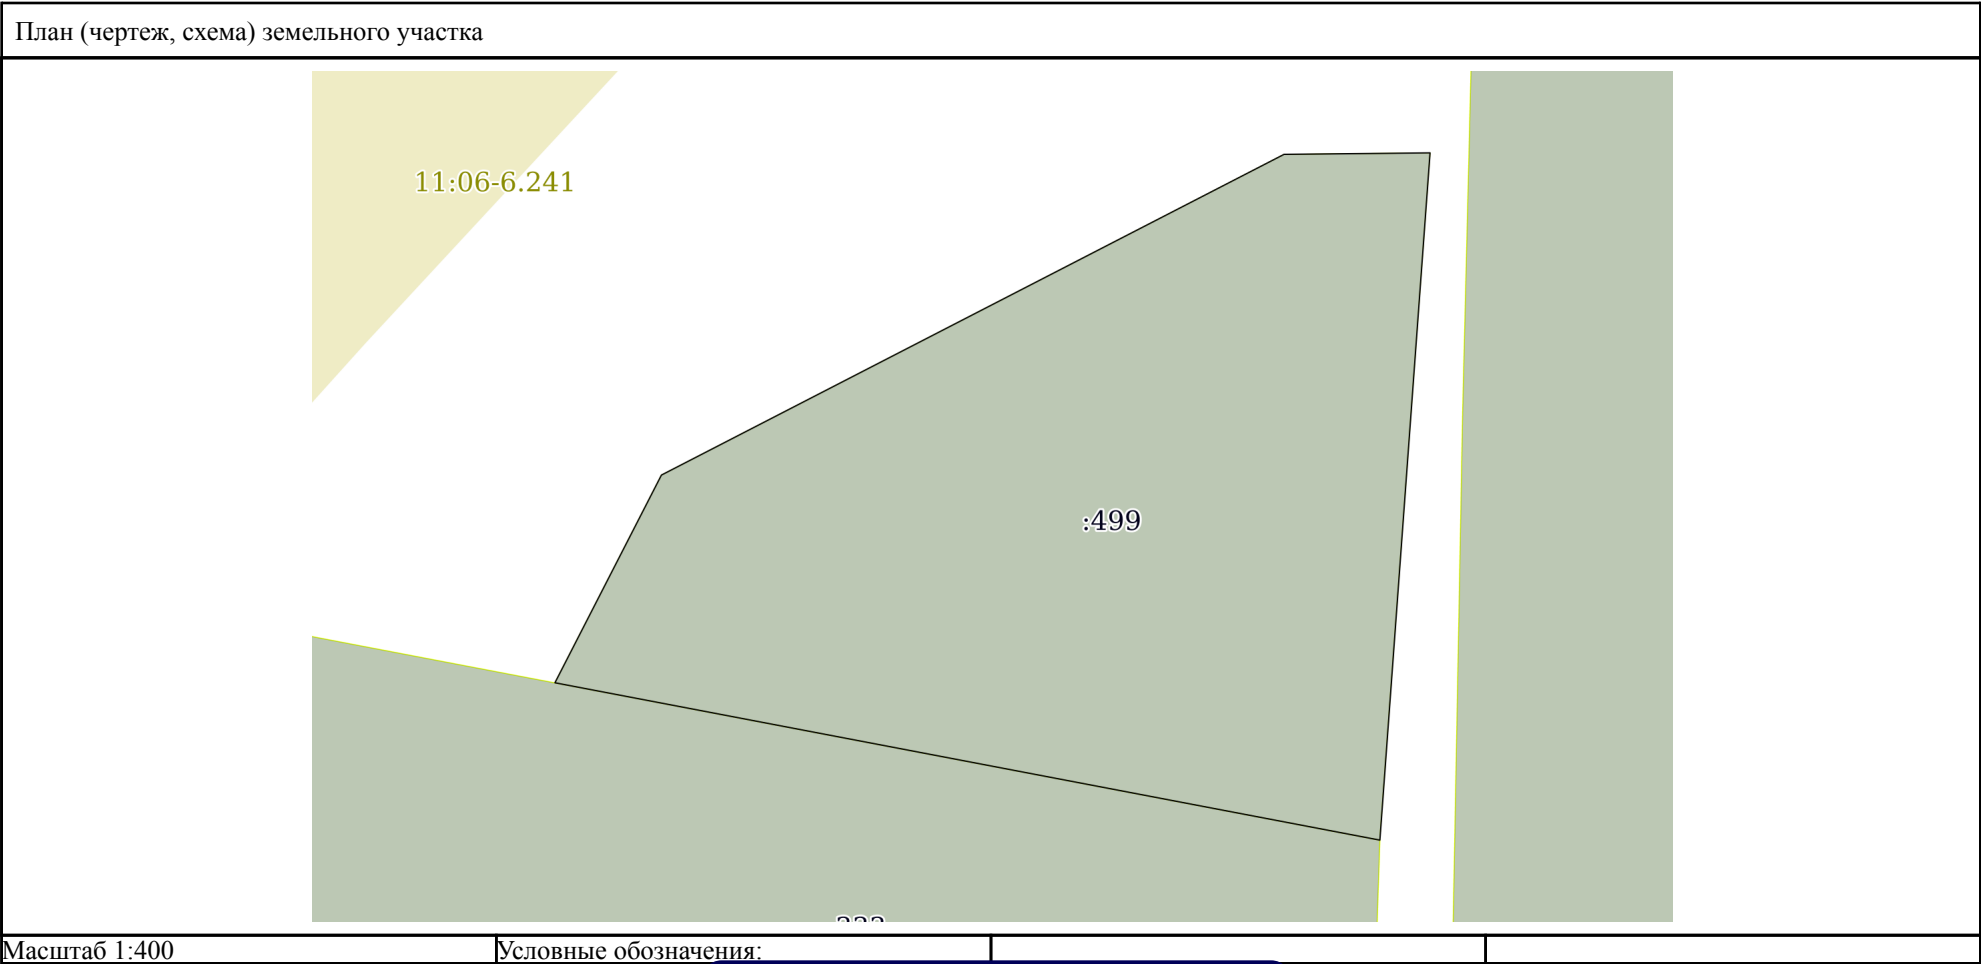 План (чертеж, схема) земельного участка
11:06-6.241
:499
Масштаб 1:400
Условные обозначения: